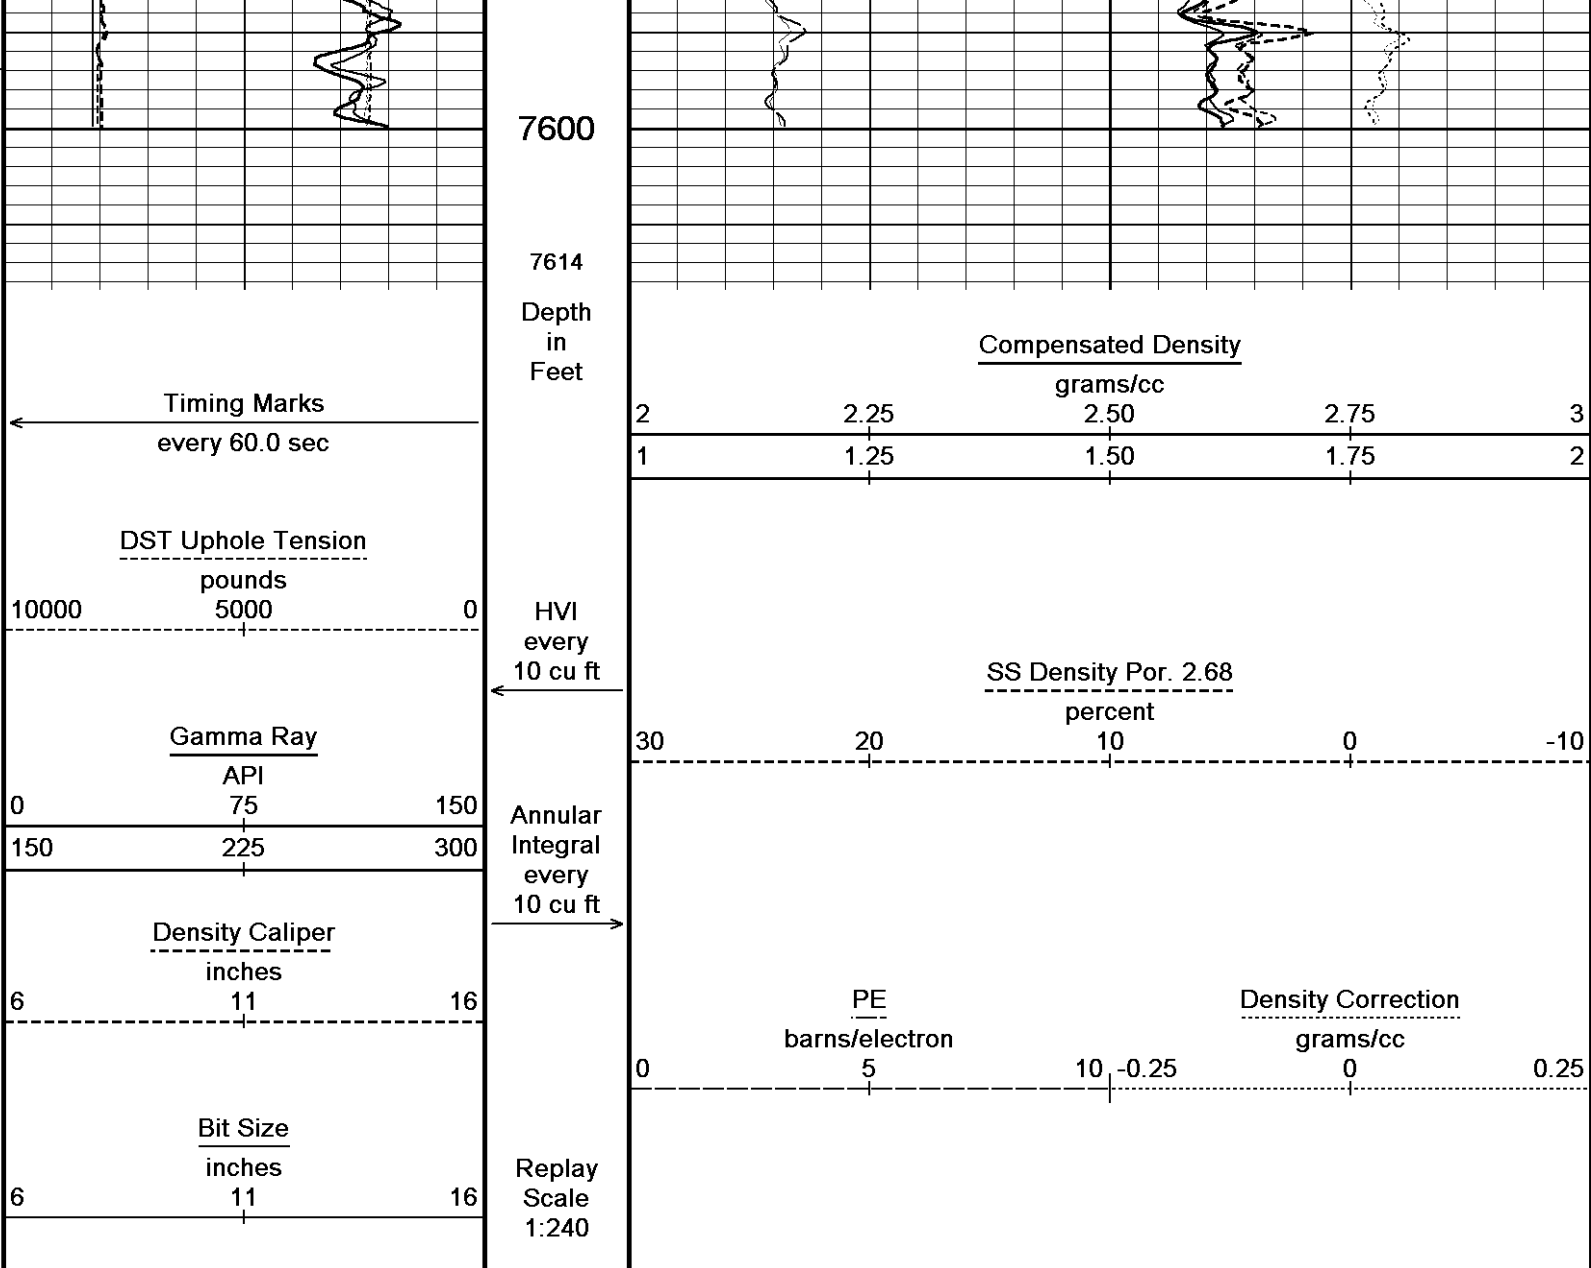 7600
7614
Depth
in
Feet
Timing Marks
every 60.0 sec
DST Uphole Tension
pounds
10000 5000 0
Gamma Ray
API
0 75 150
150 225 300
Density Caliper
inches
6 11 16
Bit Size
inches
6 11 16
HVI
every
10 cu ft
Annular
Integral
every
10 cu ft
Replay
Scale
1:240
Compensated Density
grams/cc
2 2.25 2.50 2.75 3
1 1.25 1.50 1.75 2
SS Density Por. 2.68
percent
30 20 10 0 -10
PE
barns/electron
0 5 10
Density Correction
grams/cc
-0.25 0 0.25